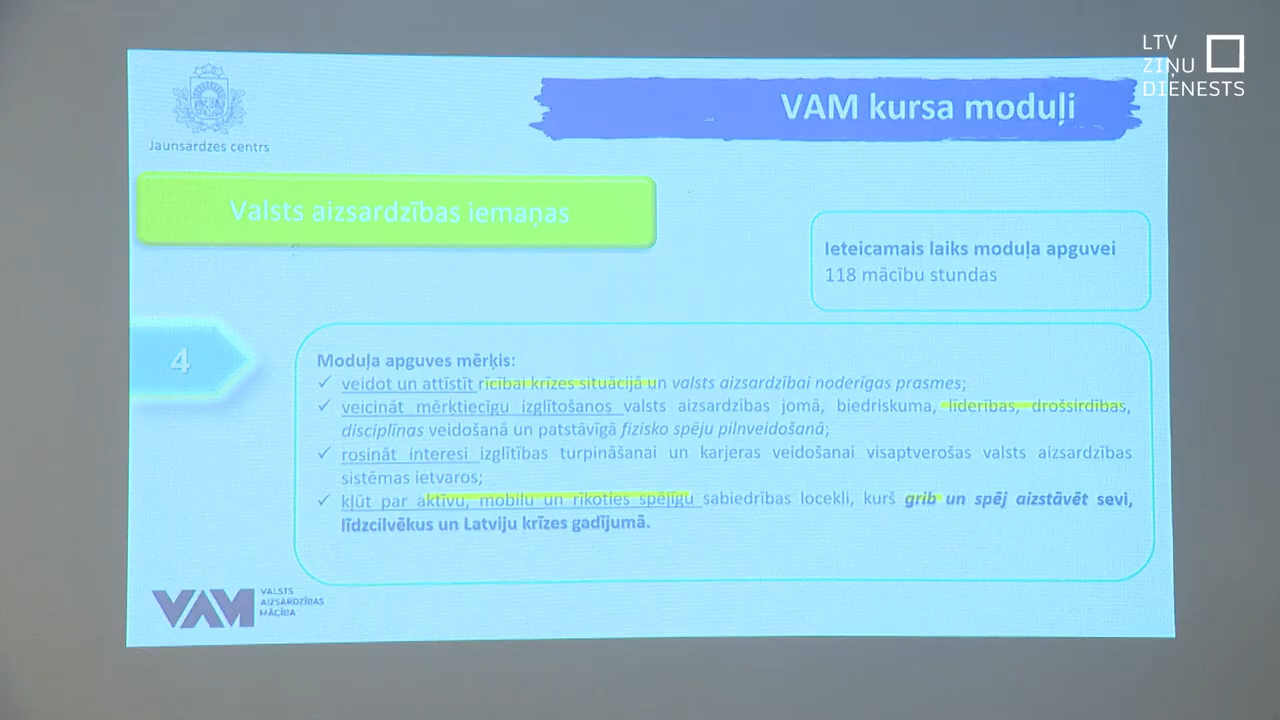 LTV
ZIŅU
DIENESTS
Jaunsardzes centrs
VAM kursa moduļi
Valsts aizsardzības iemaņas
Ieteicamais laiks moduļa apguvei
118 mācību stundas
4
Moduļa apguves mērķis:
✓ veidot un attīstīt rīcībai krīzes situācijā un valsts aizsardzībai noderīgas prasmes;
✓ veicināt mērķtiecīgu izglītošanos valsts aizsardzības jomā, biedriskuma, līderības, drošsirdības,
disciplīnas veidošanā un patstāvīgā fizisko spēju pilnveidošanā;
✓ rosināt interesi izglītības turpināšanai un karjeras veidošanai visaptverošas valsts aizsardzības
sistēmas ietvaros;
✓ kļūt par aktīvu, mobilu un rīkoties spējīgu sabiedrības locekli, kurš grib un spēj aizstāvēt sevi,
līdzcilvēkus un Latviju krīzes gadījumā.
VAM
VALSTS
AIZSARDZĪBAS
MĀCĪBA